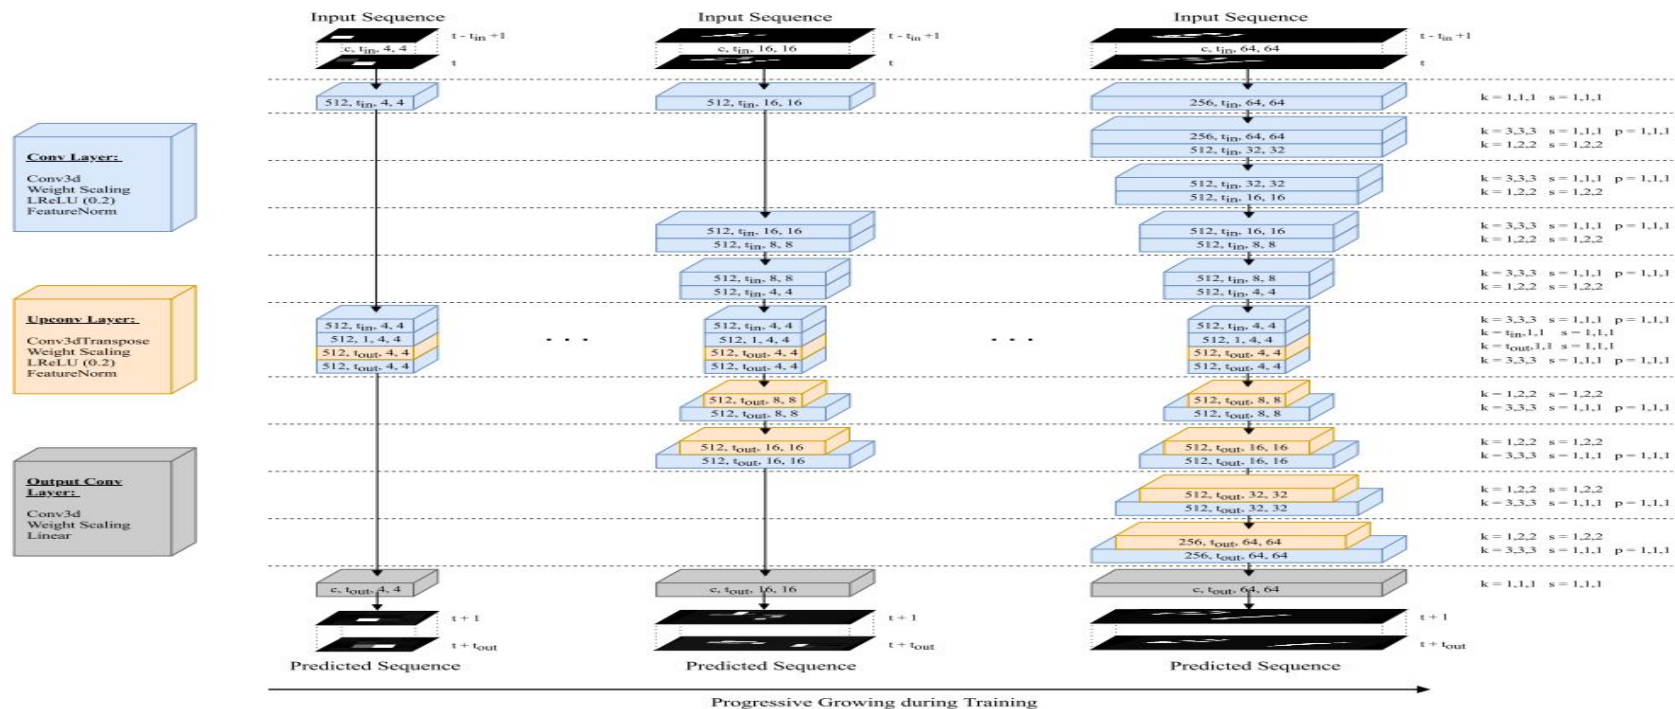 Input Sequence
Input Sequence
Input Sequence
t - tin +1
t - tin +1
t - tin +1
c, tin, 4, 4
c, tin, 16, 16
c, tin, 64, 64
t
t
t
512, tin, 4, 4
512, tin, 16, 16
256, tin, 64, 64
k = 1,1,1 s = 1,1,1
256, tin, 64, 64
k = 3,3,3 s = 1,1,1 p = 1,1,1
512, tin, 32, 32
k = 1,2,2 s = 1,2,2
Conv Layer:
Conv3d
Weight Scaling
LReLU (0.2)
FeatureNorm
512, tin, 32, 32
k = 3,3,3 s = 1,1,1 p = 1,1,1
512, tin, 16, 16
k = 1,2,2 s = 1,2,2
512, tin, 16, 16
512, tin, 16, 16
k = 3,3,3 s = 1,1,1 p = 1,1,1
512, tin, 8, 8
512, tin, 8, 8
k = 1,2,2 s = 1,2,2
512, tin, 8, 8
512, tin, 8, 8
k = 3,3,3 s = 1,1,1 p = 1,1,1
512, tin, 4, 4
512, tin, 4, 4
k = 1,2,2 s = 1,2,2
Upconv Layer:
Conv3dTranspose
Weight Scaling
LReLU (0.2)
FeatureNorm
512, tin, 4, 4
512, tin, 4, 4
512, tin, 4, 4
k = 3,3,3 s = 1,1,1 p = 1,1,1
512, 1, 4, 4
. . .
512, 1, 4, 4
. . .
512, 1, 4, 4
k = tin,1,1 s = 1,1,1
512, tout, 4, 4
512, tout, 4, 4
512, tout, 4, 4
k = tout,1,1 s = 1,1,1
512, tout, 4, 4
512, tout, 4, 4
512, tout, 4, 4
k = 3,3,3 s = 1,1,1 p = 1,1,1
512, tout, 8, 8
512, tout, 8, 8
k = 1,2,2 s = 1,2,2
512, tout, 8, 8
512, tout, 8, 8
k = 3,3,3 s = 1,1,1 p = 1,1,1
512, tout, 16, 16
512, tout, 16, 16
k = 1,2,2 s = 1,2,2
512, tout, 16, 16
512, tout, 16, 16
k = 3,3,3 s = 1,1,1 p = 1,1,1
Output Conv
Layer:
Conv3d
Weight Scaling
Linear
512, tout, 32, 32
k = 1,2,2 s = 1,2,2
512, tout, 32, 32
k = 3,3,3 s = 1,1,1 p = 1,1,1
256, tout, 64, 64
k = 1,2,2 s = 1,2,2
256, tout, 64, 64
k = 3,3,3 s = 1,1,1 p = 1,1,1
c, tout, 4, 4
c, tout, 16, 16
c, tout, 64, 64
k = 1,1,1 s = 1,1,1
t + 1
t + 1
t + 1
t + tout
t + tout
t + tout
Predicted Sequence
Predicted Sequence
Predicted Sequence
Progressive Growing during Training